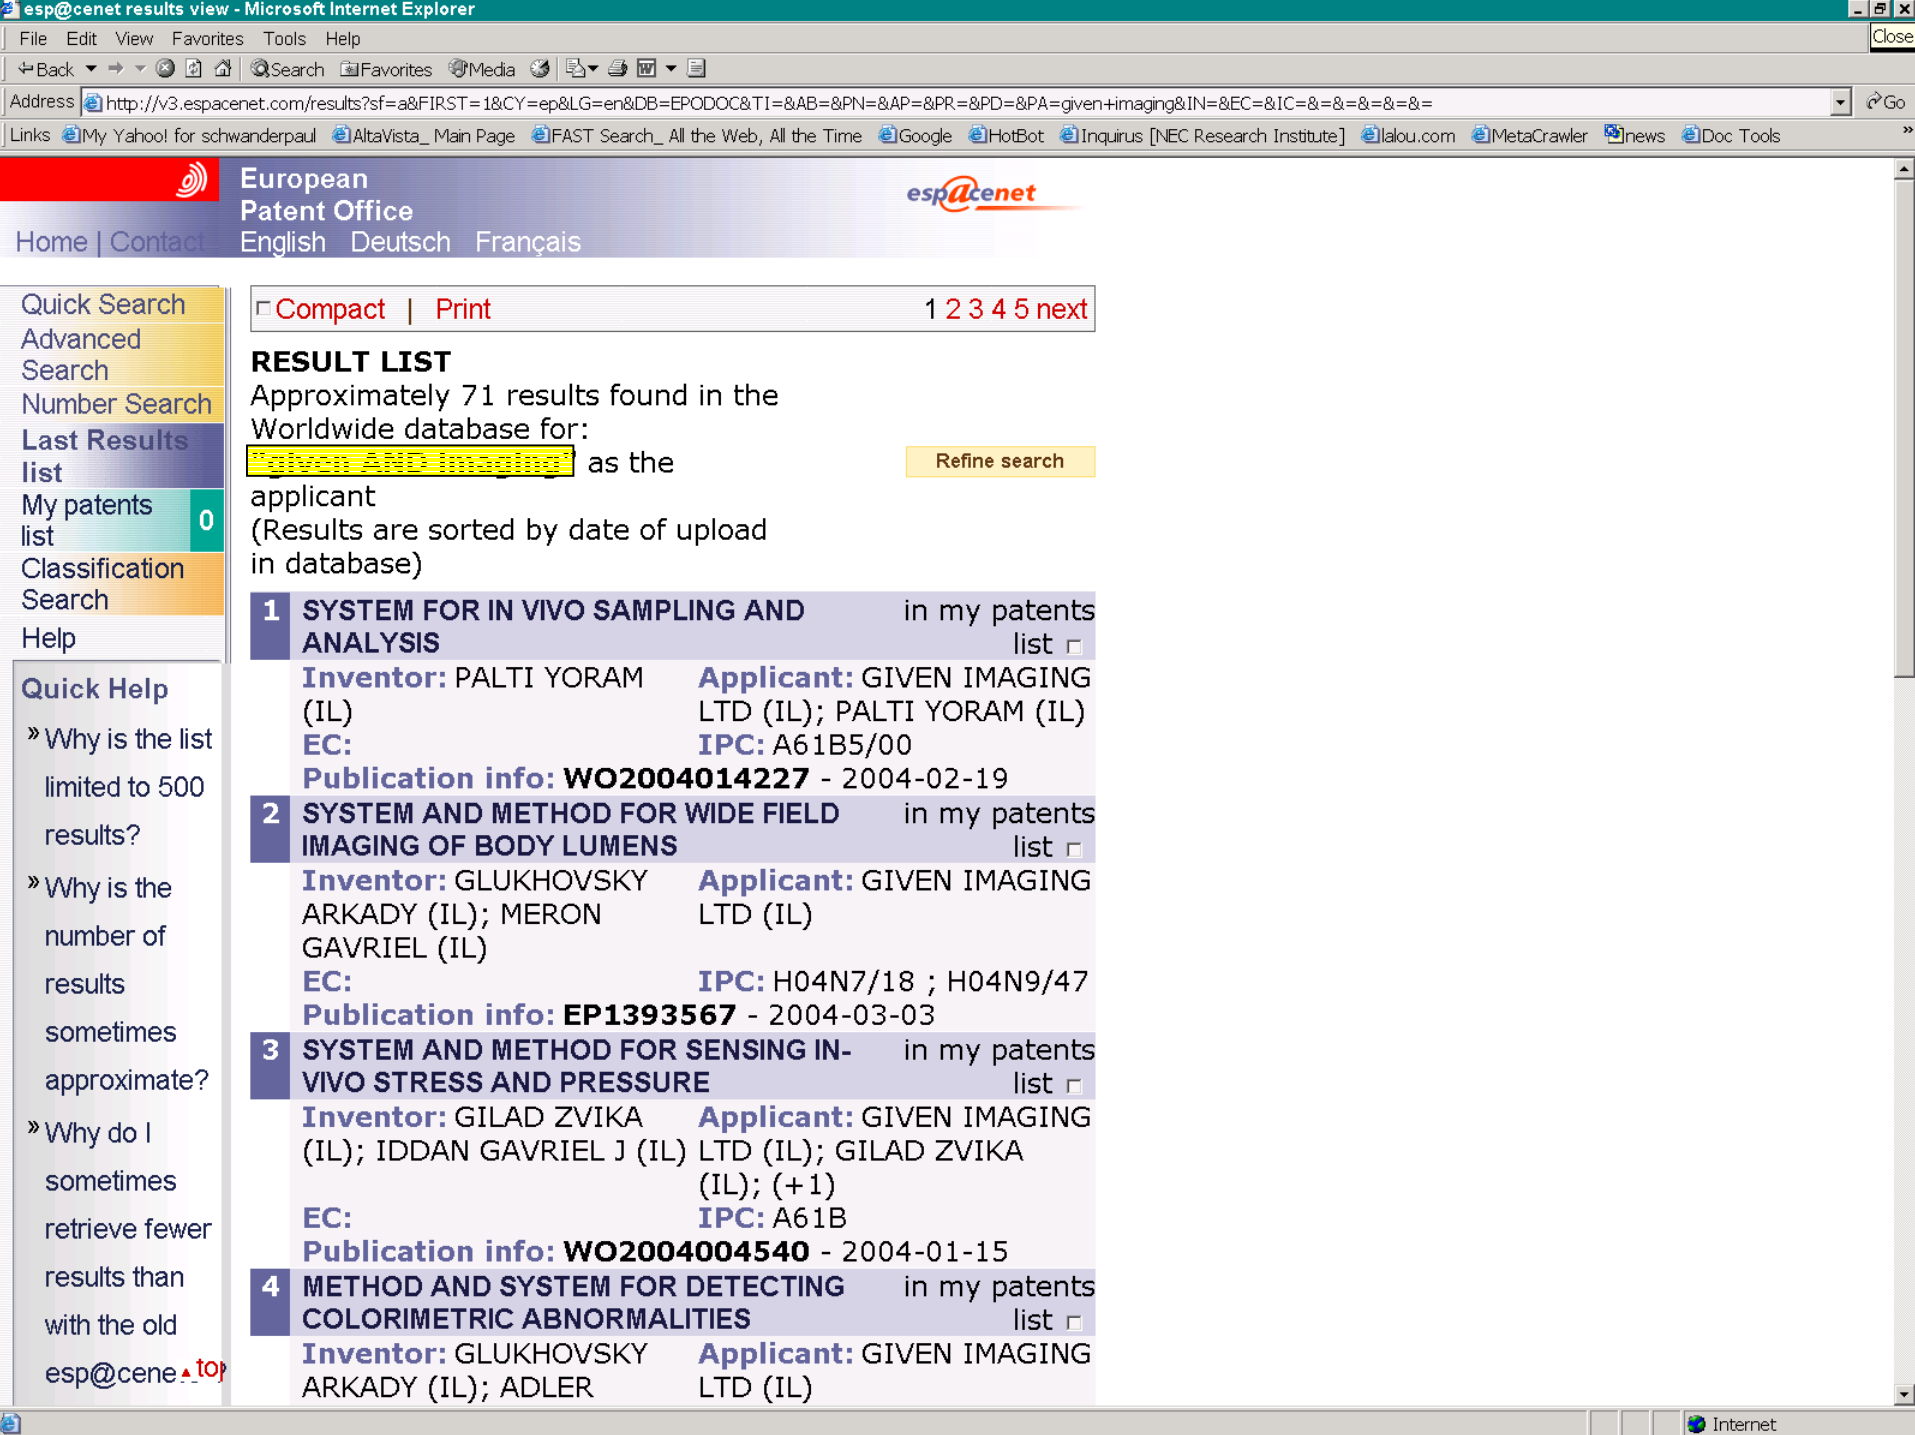 esp@cenet results view - Microsoft Internet Explorer
File Edit View Favorites Tools Help
Close
Back Search Favorites Media
Address http://v3.espacenet.com/results?sf=a&FIRST=1&CY=ep&LG=en&DB=EPODOC&TI=&AB=&PN=&AP=&PR=&PD=&PA=given+imaging&IN=&EC=&IC=&=&=&=&=&= Go
Links My Yahoo! for schwanderpaul AltaVista_ Main Page FAST Search_ All the Web, All the Time Google HotBot Inquirus [NEC Research Institute] lalou.com MetaCrawler news Doc Tools »
European
Patent Office
espacenet
Home | Contact English Deutsch Français
Quick Search
Advanced
Search
Number Search
Last Results
list
My patents
list
0
Classification
Search
Help
Quick Help
» Why is the list
limited to 500
results?
» Why is the
number of
results
sometimes
approximate?
» Why do I
sometimes
retrieve fewer
results than
with the old
esp@cene
top
Compact | Print 1 2 3 4 5 next
RESULT LIST
Approximately 71 results found in the
Worldwide database for:
"given AND imaging" as the
applicant
(Results are sorted by date of upload
in database)
Refine search
1 SYSTEM FOR IN VIVO SAMPLING AND in my patents
ANALYSIS list
Inventor: PALTI YORAM Applicant: GIVEN IMAGING
(IL) LTD (IL); PALTI YORAM (IL)
EC: IPC: A61B5/00
Publication info: WO2004014227 - 2004-02-19
2 SYSTEM AND METHOD FOR WIDE FIELD in my patents
IMAGING OF BODY LUMENS list
Inventor: GLUKHOVSKY Applicant: GIVEN IMAGING
ARKADY (IL); MERON LTD (IL)
GAVRIEL (IL)
EC: IPC: H04N7/18 ; H04N9/47
Publication info: EP1393567 - 2004-03-03
3 SYSTEM AND METHOD FOR SENSING IN- in my patents
VIVO STRESS AND PRESSURE list
Inventor: GILAD ZVIKA Applicant: GIVEN IMAGING
(IL); IDDAN GAVRIEL J (IL) LTD (IL); GILAD ZVIKA
(IL); (+1)
EC: IPC: A61B
Publication info: WO2004004540 - 2004-01-15
4 METHOD AND SYSTEM FOR DETECTING in my patents
COLORIMETRIC ABNORMALITIES list
Inventor: GLUKHOVSKY Applicant: GIVEN IMAGING
ARKADY (IL); ADLER LTD (IL)
Internet